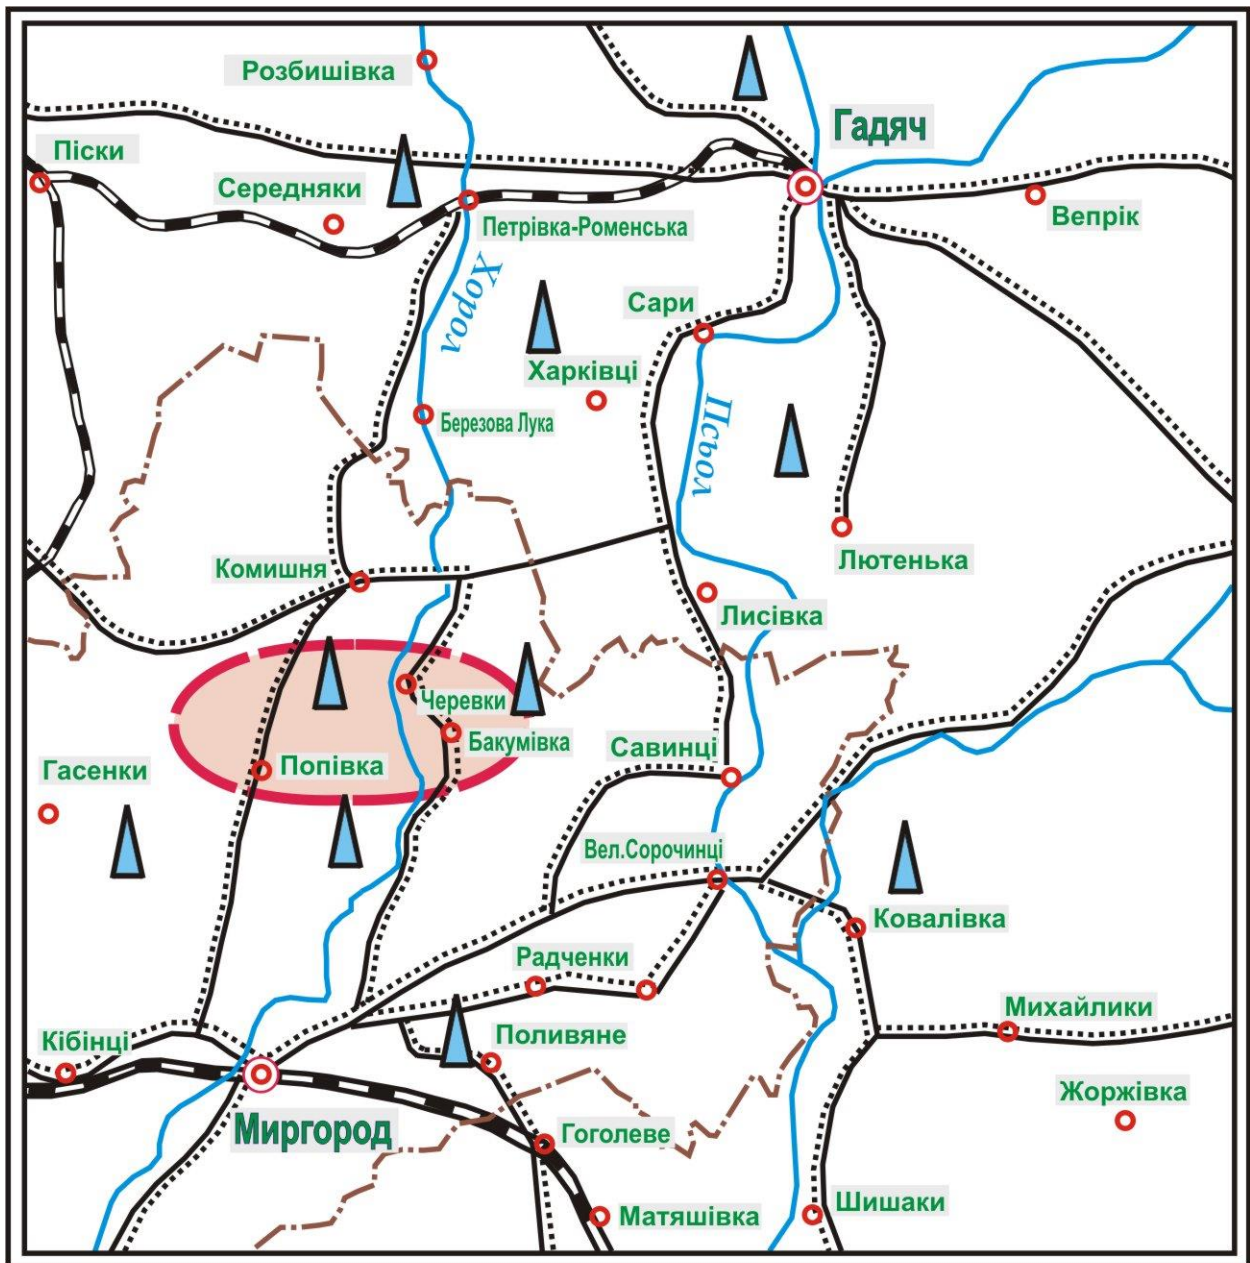 Розбишівка
Гадяч
Піски
Середняки
Петрівка-Роменська
Вепрік
Хорол
Сари
Харківці
Березова Лука
Псьол
Лютенька
Комишня
Лисівка
Черевки
Бакумівка
Савинці
Попівка
Гасенки
Вел.Сорочинці
Ковалівка
Радченки
Михайлики
Поливяне
Кібінці
Жоржівка
Миргород
Гоголеве
Шишаки
Матяшівка